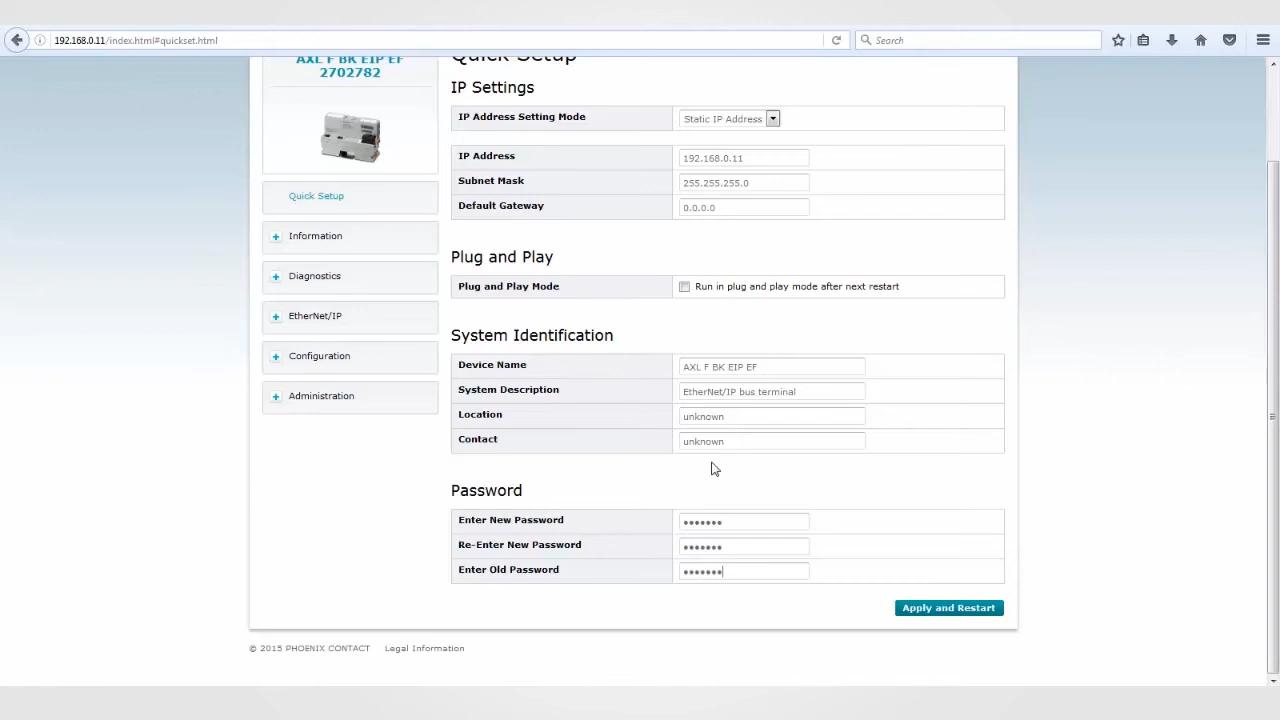 192.168.0.11/index.html#quickset.html
Search
AXL F BK EIP EF
2702782
Quick Setup
Information
Diagnostics
EtherNet/IP
Configuration
Administration
Quick Setup
IP Settings
IP Address Setting Mode Static IP Address
IP Address 192.168.0.11
Subnet Mask 255.255.255.0
Default Gateway 0.0.0.0
Plug and Play
Plug and Play Mode Run in plug and play mode after next restart
System Identification
Device Name AXL F BK EIP EF
System Description EtherNet/IP bus terminal
Location unknown
Contact unknown
Password
Enter New Password •••••••
Re-Enter New Password •••••••
Enter Old Password •••••••
Apply and Restart
© 2015 PHOENIX CONTACT Legal Information